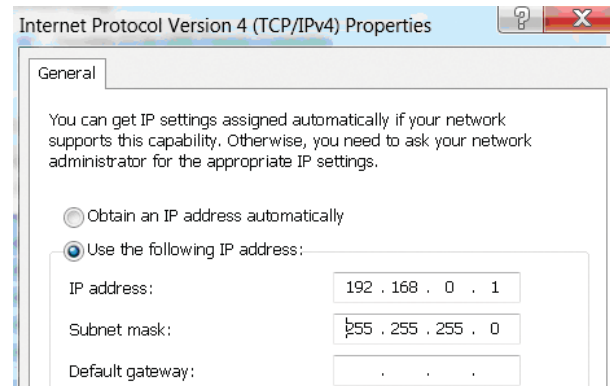 Internet Protocol Version 4 (TCP/IPv4) Properties
General
You can get IP settings assigned automatically if your network
supports this capability. Otherwise, you need to ask your network
administrator for the appropriate IP settings.
Obtain an IP address automatically
Use the following IP address:
IP address: 192 . 168 . 0 . 1
Subnet mask: 255 . 255 . 255 . 0
Default gateway: . . .